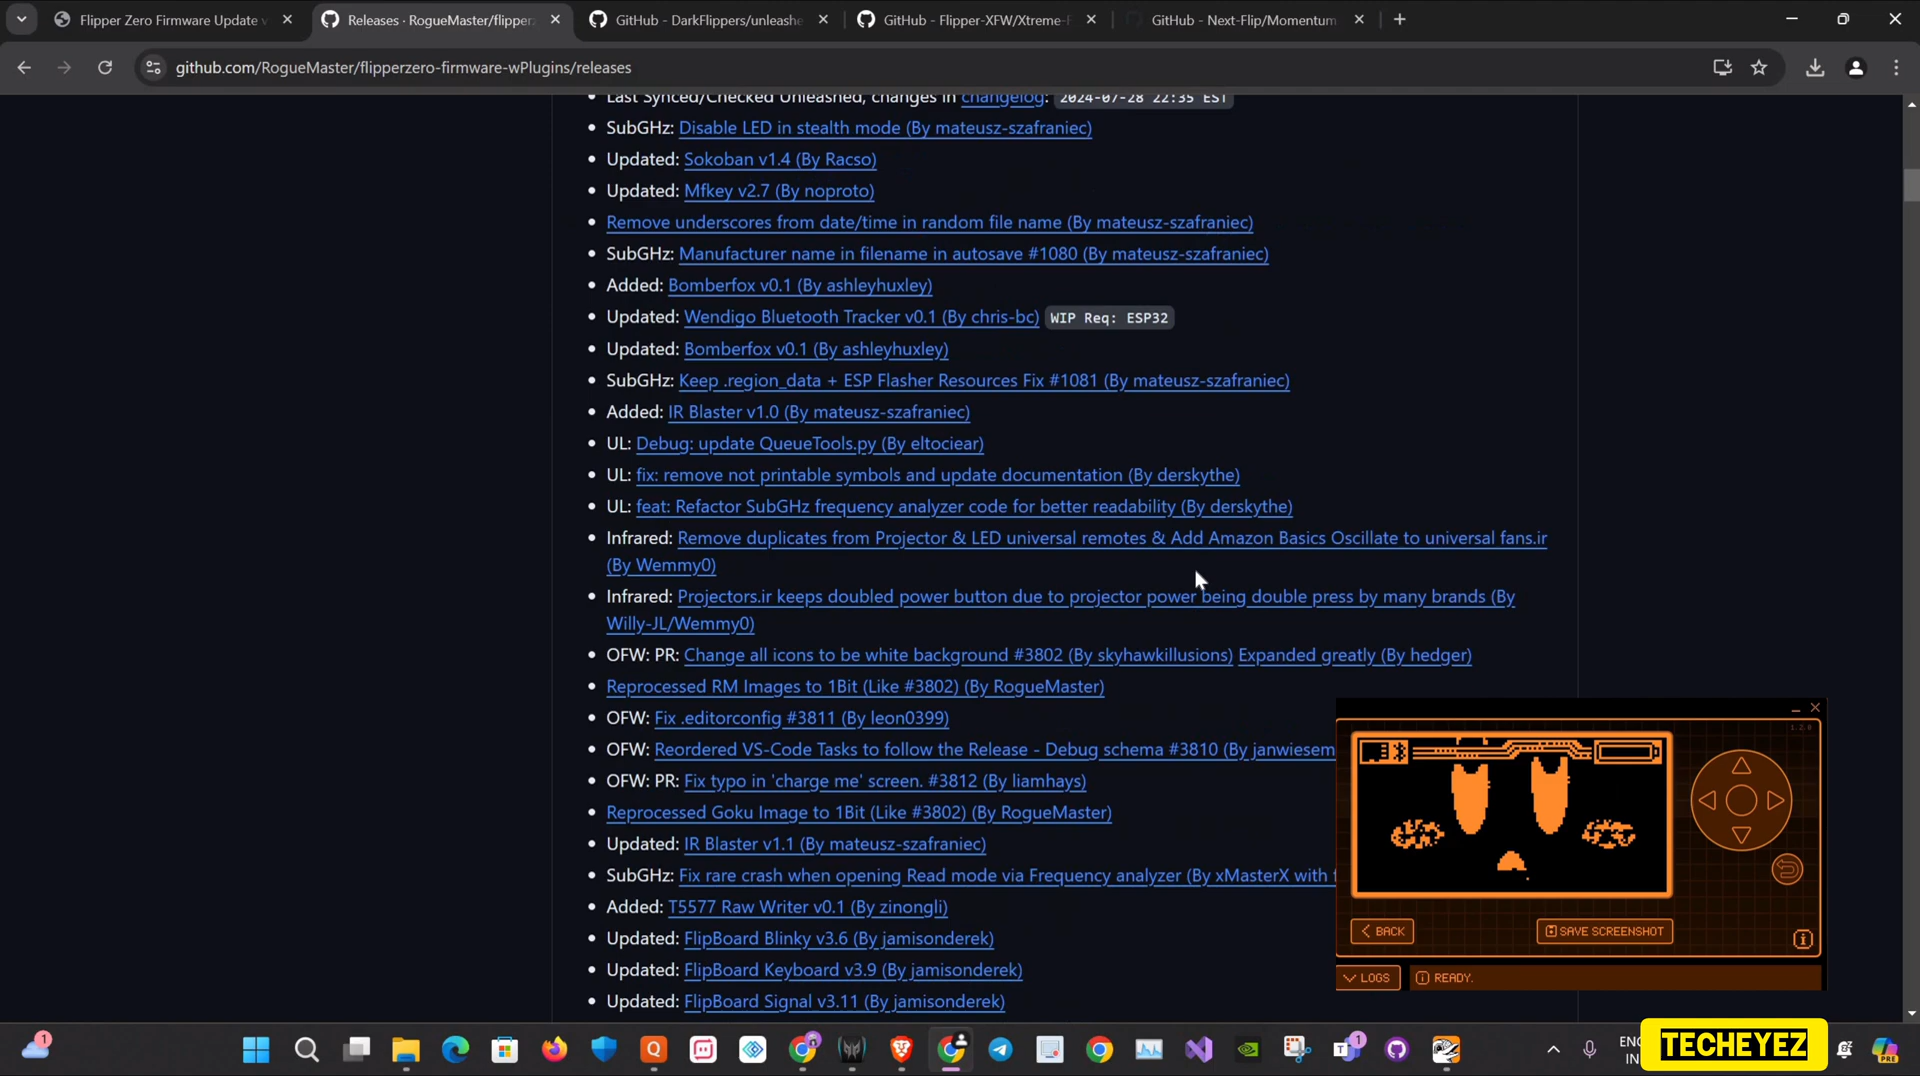 Flipper Zero Firmware Update v
Releases · RogueMaster/flipper
GitHub - DarkFlippers/unleashe
GitHub - Flipper-XFW/Xtreme-F
GitHub - Next-Flip/Momentum
github.com/RogueMaster/flipperzero-firmware-wPlugins/releases
Last Synced/Checked Unleashed, changes in changelog: 2024-07-28 22:35 EST
SubGHz: Disable LED in stealth mode (By mateusz-szafraniec)
Updated: Sokoban v1.4 (By Racso)
Updated: Mfkey v2.7 (By noproto)
Remove underscores from date/time in random file name (By mateusz-szafraniec)
SubGHz: Manufacturer name in filename in autosave #1080 (By mateusz-szafraniec)
Added: Bomberfox v0.1 (By ashleyhuxley)
Updated: Wendigo Bluetooth Tracker v0.1 (By chris-bc) WIP Req: ESP32
Updated: Bomberfox v0.1 (By ashleyhuxley)
SubGHz: Keep .region_data + ESP Flasher Resources Fix #1081 (By mateusz-szafraniec)
Added: IR Blaster v1.0 (By mateusz-szafraniec)
UL: Debug: update QueueTools.py (By eltociear)
UL: fix: remove not printable symbols and update documentation (By derskythe)
UL: feat: Refactor SubGHz frequency analyzer code for better readability (By derskythe)
Infrared: Remove duplicates from Projector & LED universal remotes & Add Amazon Basics Oscillate to universal fans.ir
(By Wemmy0)
Infrared: Projectors.ir keeps doubled power button due to projector power being double press by many brands (By
Willy-JL/Wemmy0)
OFW: PR: Change all icons to be white background #3802 (By skyhawkillusions) Expanded greatly (By hedger)
Reprocessed RM Images to 1Bit (Like #3802) (By RogueMaster)
OFW: Fix .editorconfig #3811 (By leon0399)
OFW: Reordered VS-Code Tasks to follow the Release - Debug schema #3810 (By janwiesem
OFW: PR: Fix typo in 'charge me' screen. #3812 (By liamhays)
Reprocessed Goku Image to 1Bit (Like #3802) (By RogueMaster)
Updated: IR Blaster v1.1 (By mateusz-szafraniec)
SubGHz: Fix rare crash when opening Read mode via Frequency analyzer (By xMasterX with f
Added: T5577 Raw Writer v0.1 (By zinongli)
Updated: FlipBoard Blinky v3.6 (By jamisonderek)
Updated: FlipBoard Keyboard v3.9 (By jamisonderek)
Updated: FlipBoard Signal v3.11 (By jamisonderek)
BACK
SAVE SCREENSHOT
LOGS
READY.
1
1
ENG
IN
TECHEYEZ
PRE